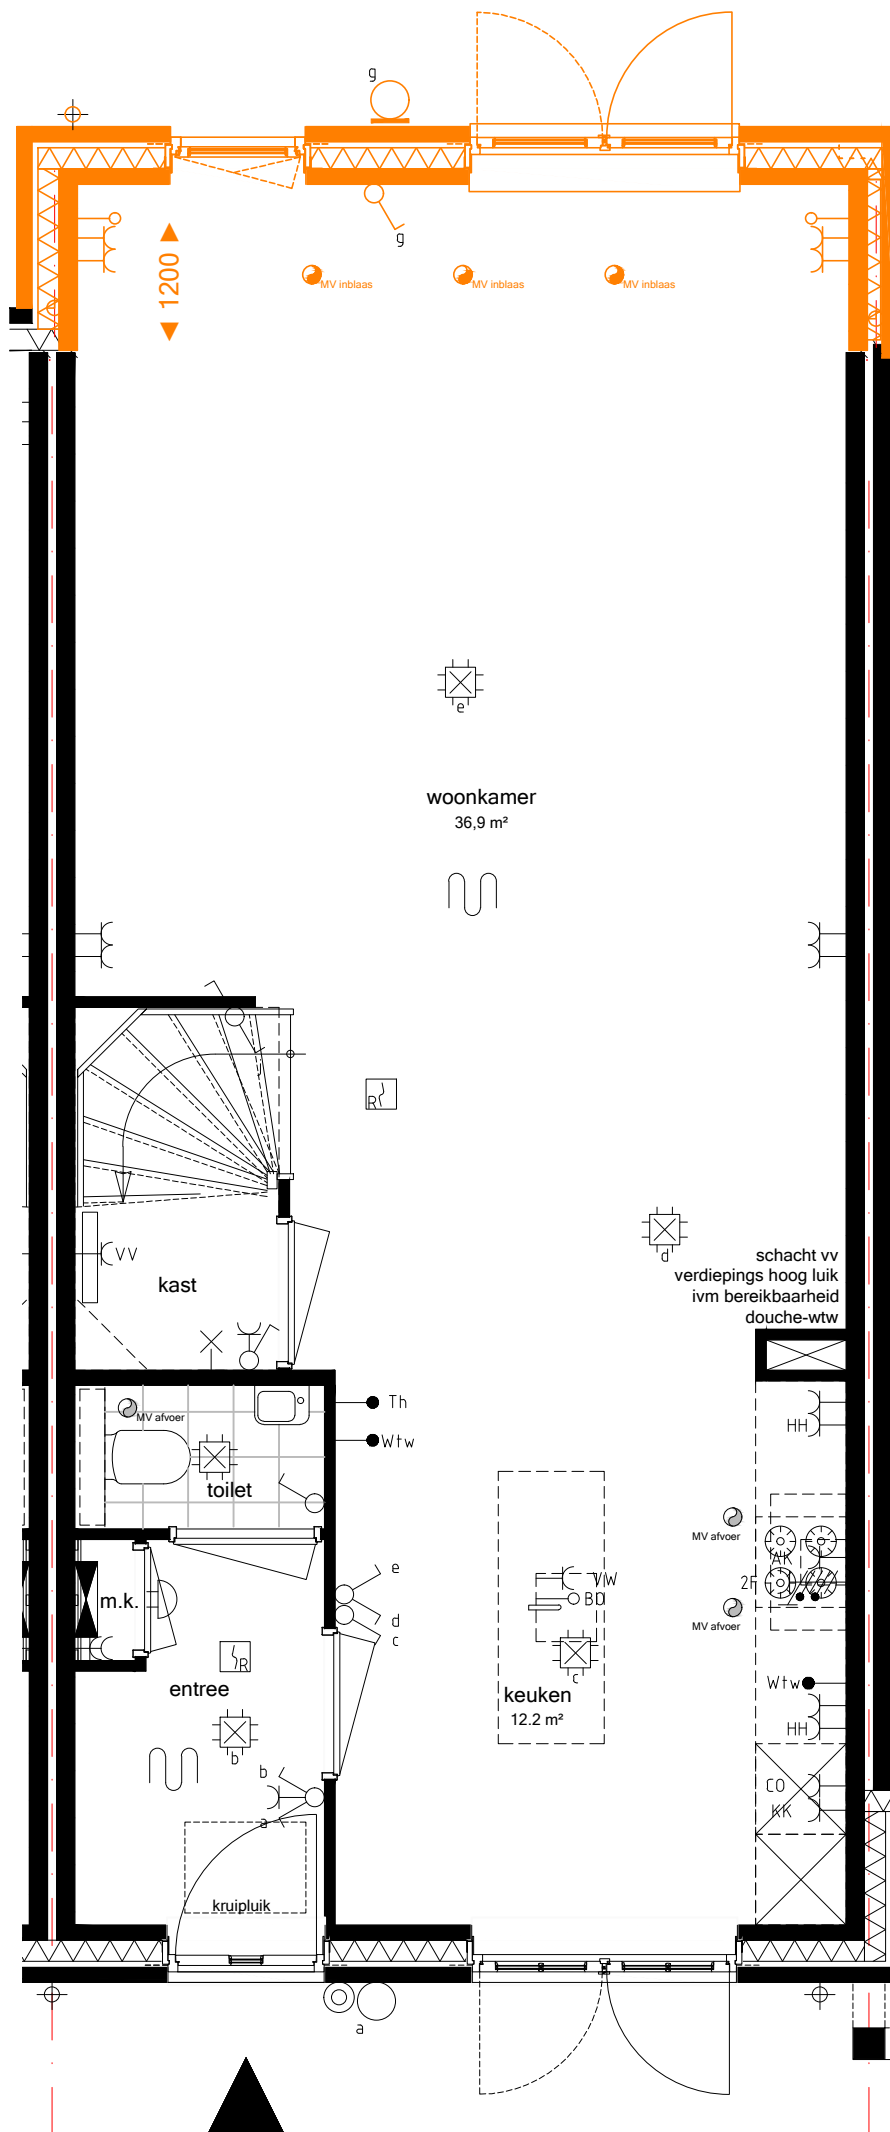 g
g
1200
MV inblaas
MV inblaas
MV inblaas
e
woonkamer
36,9 m²
R
d
schacht vv
verdiepings hoog luik
ivm bereikbaarheid
douche-wtw
VV
kast
Th
HH
MV afvoer
Wtw
toilet
MV afvoer
AK
e
VW
2F
m.k.
BD
d
MV afvoer
c
R
c
entree
Wtw
keuken
12.2 m²
HH
b
b
CO
a
KK
kruipluik
a